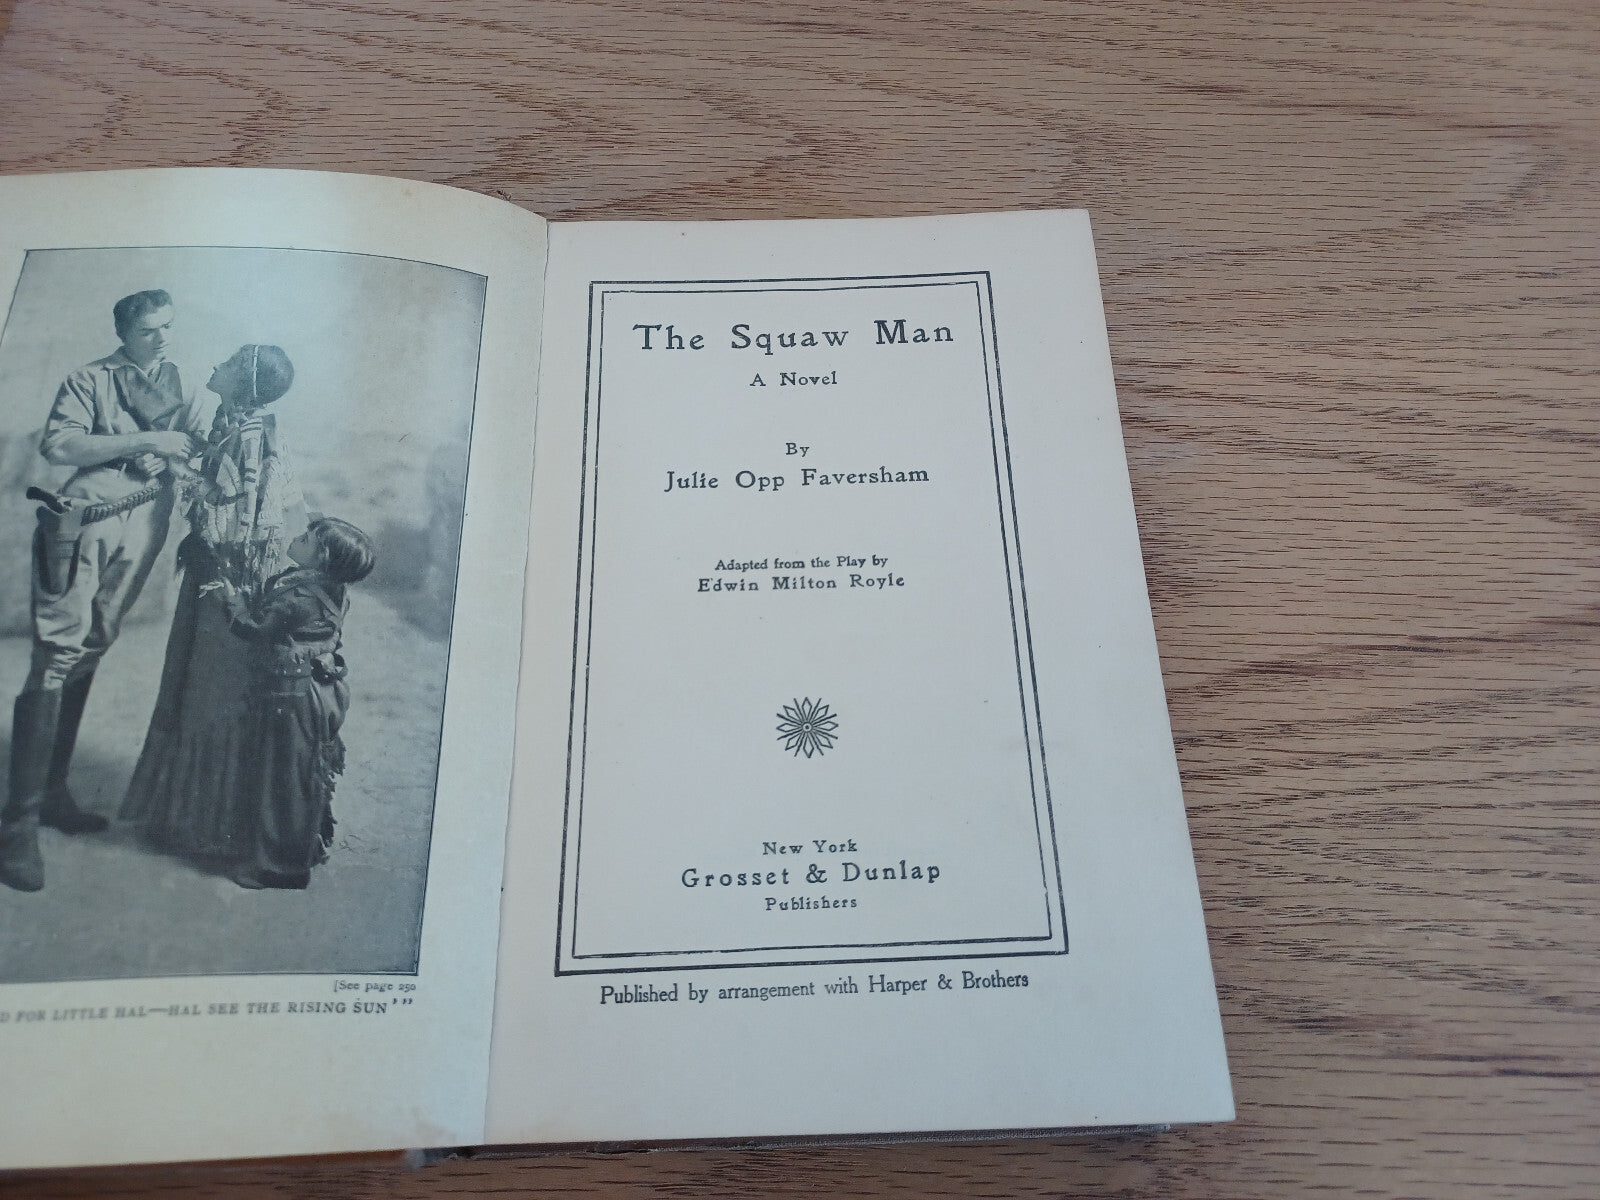 [See page 250
FOR LITTLE HAL—HAL SEE THE RISING SUN'"
The Squaw Man
A Novel
By
Julie Opp Faversham
Adapted from the Play by
Edwin Milton Royle
New York
Grosset & Dunlap
Publishers
Published by arrangement with Harper & Brothers